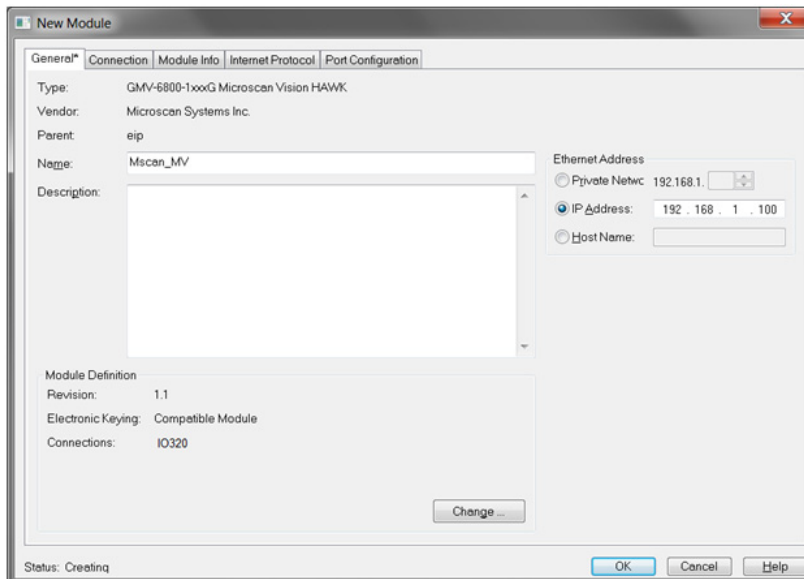 New Module
General* Connection Module Info Internet Protocol Port Configuration
Type: GMV-6800-1xxxG Microscan Vision HAWK
Vendor: Microscan Systems Inc.
Parent: eip
Name: Mscan_MV
Description:
Ethernet Address
Private Netwc 192.168.1.
IP Address: 192 . 168 . 1 . 100
Host Name:
Module Definition
Revision: 1.1
Electronic Keying: Compatible Module
Connections: IO320
Change ...
Status: Creating
OK Cancel Help